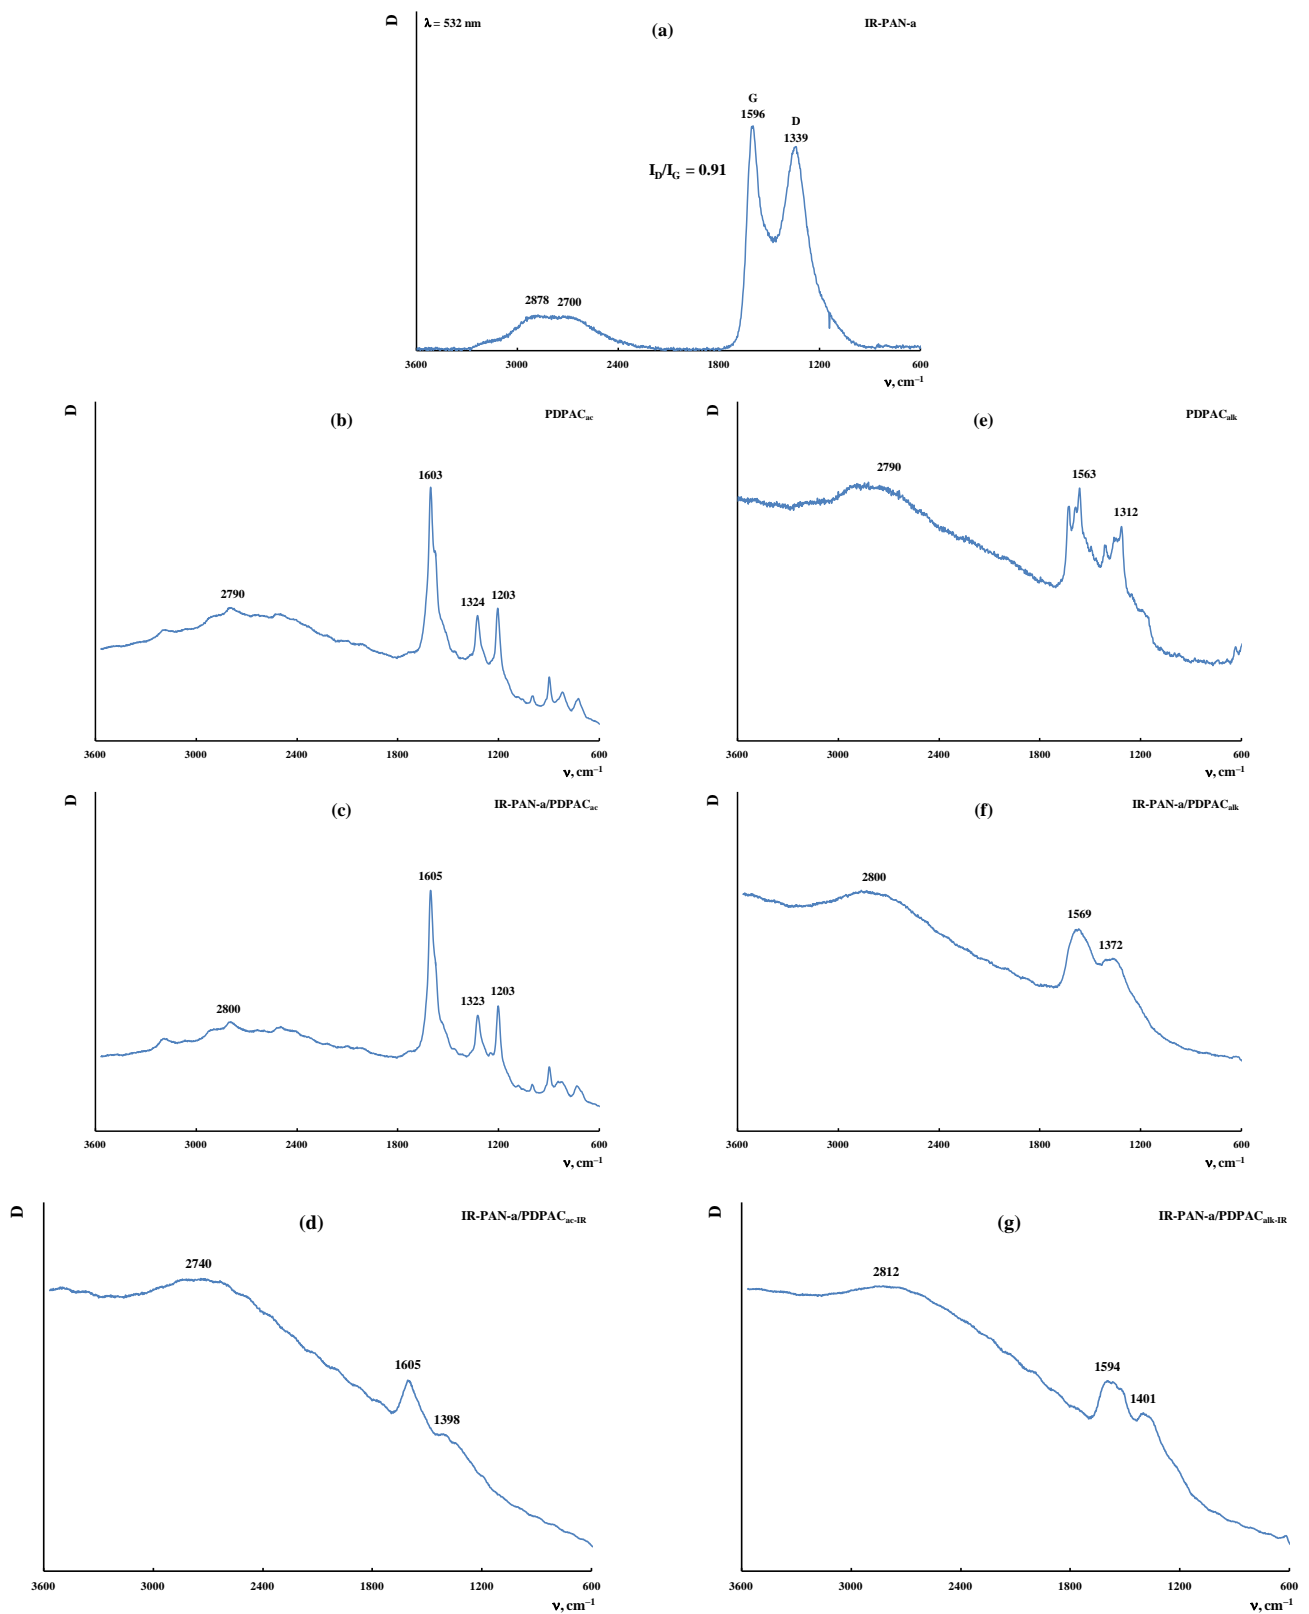 D
λ = 532 nm
(a)
IR-PAN-a
G
1596
D
1339
I_D/I_G = 0.91
2878 2700
3600 3000 2400 1800 1200 600
ν, cm⁻¹
D
(b)
PDPAC_ac
1603
2790
1324
1203
3600 3000 2400 1800 1200 600
ν, cm⁻¹
D
(e)
PDPAC_alk
2790
1563
1312
3600 3000 2400 1800 1200 600
ν, cm⁻¹
D
(c)
IR-PAN-a/PDPAC_ac
1605
2800
1323
1203
3600 3000 2400 1800 1200 600
ν, cm⁻¹
D
(f)
IR-PAN-a/PDPAC_alk
2800
1569
1372
3600 3000 2400 1800 1200 600
ν, cm⁻¹
D
(d)
IR-PAN-a/PDPAC_ac-IR
2740
1605
1398
3600 3000 2400 1800 1200 600
ν, cm⁻¹
D
(g)
IR-PAN-a/PDPAC_alk-IR
2812
1594
1401
3600 3000 2400 1800 1200 600
ν, cm⁻¹